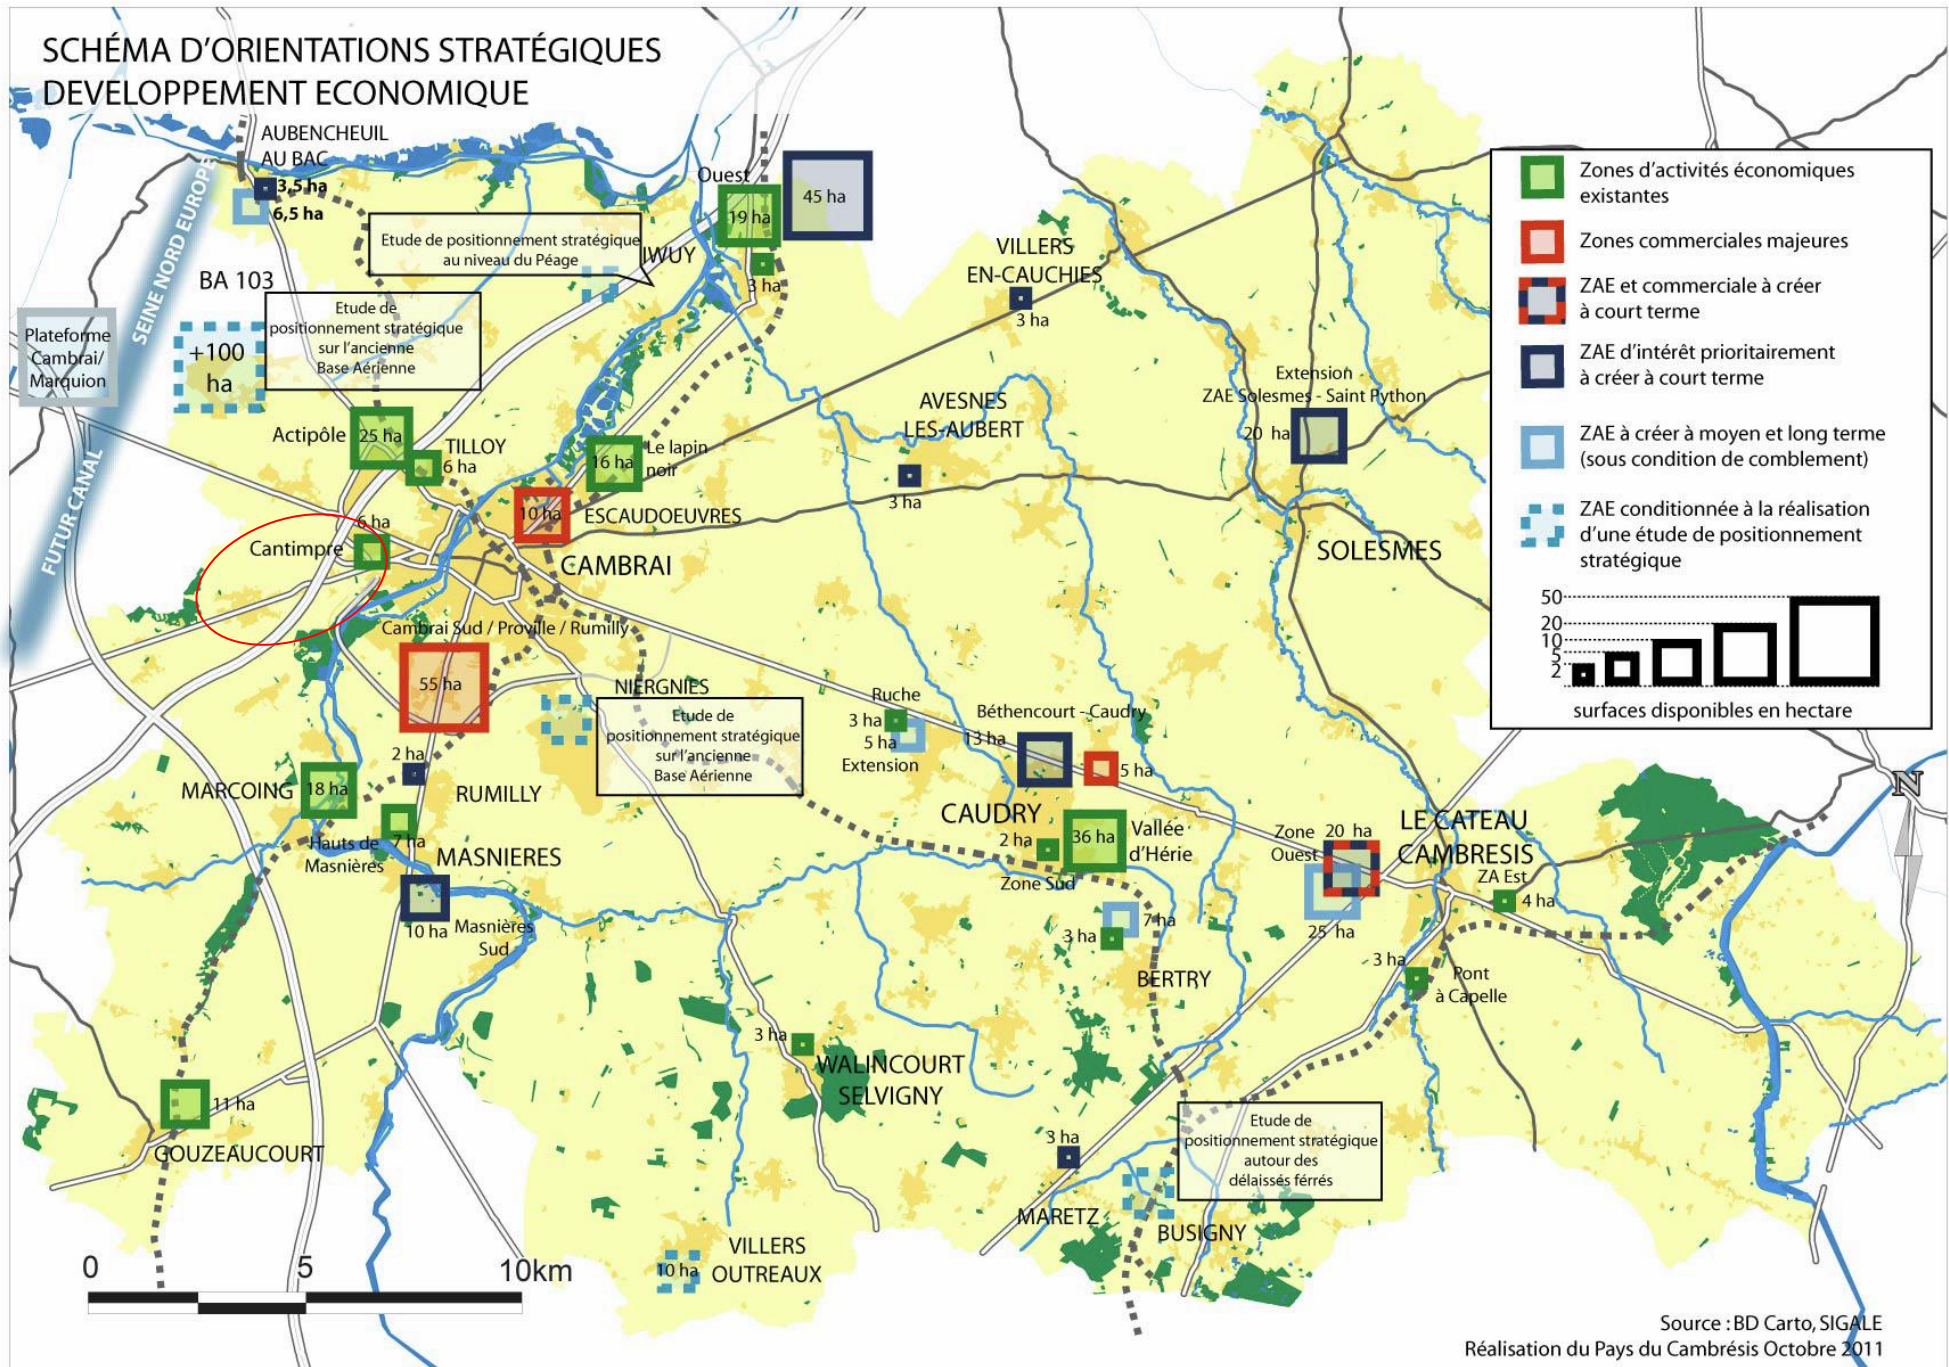 SCHÉMA D'ORIENTATIONS STRATÉGIQUES
DEVELOPPEMENT ECONOMIQUE
AUBENCHEUIL
AU BAC
3,5 ha
6,5 ha
SEINE NORD EUROPE
FUTUR CANAL
Ouest
19 ha
45 ha
3 ha
Etude de positionnement stratégique
au niveau du Péage
IWUY
BA 103
Etude de
positionnement stratégique
sur l'ancienne
Base Aérienne
+100
ha
Plateforme
Cambrai/
Marquion
VILLERS
EN-CAUCHIES
3 ha
Extension
ZAE Solesmes - Saint Python
20 ha
AVESNES
LES-AUBERT
3 ha
Actipôle
25 ha
TILLOY
6 ha
16 ha
Le lapin
noir
10 ha
ESCAUDOEUVRES
6 ha
Cantimpre
CAMBRAI
SOLESMES
Cambrai Sud / Proville / Rumilly
55 ha
NIERGNIES
Etude de
positionnement stratégique
sur l'ancienne
Base Aérienne
Ruche
3 ha
5 ha
Extension
Béthencourt - Caudry
13 ha
5 ha
2 ha
MARCOING
18 ha
RUMILLY
7 ha
Hauts de
Masnières
MASNIERES
10 ha
Masnières
Sud
CAUDRY
2 ha
36 ha
Vallée
d'Hérie
Zone Sud
7 ha
3 ha
BERTRY
Zone
Ouest
20 ha
25 ha
LE CATEAU
CAMBRESIS
ZA Est
4 ha
3 ha
Pont
à Capelle
3 ha
WALINCOURT
SELVIGNY
11 ha
GOUZEAUCOURT
3 ha
MARETZ
Etude de
positionnement stratégique
autour des
délaissés férrés
BUSIGNY
VILLERS
OUTREAUX
10 ha
0 5 10km
Zones d'activités économiques
existantes
Zones commerciales majeures
ZAE et commerciale à créer
à court terme
ZAE d'intérêt prioritairement
à créer à court terme
ZAE à créer à moyen et long terme
(sous condition de comblement)
ZAE conditionnée à la réalisation
d'une étude de positionnement
stratégique
50
20
10
5
2
surfaces disponibles en hectare
N
Source : BD Carto, SIGALE
Réalisation du Pays du Cambrésis Octobre 2011